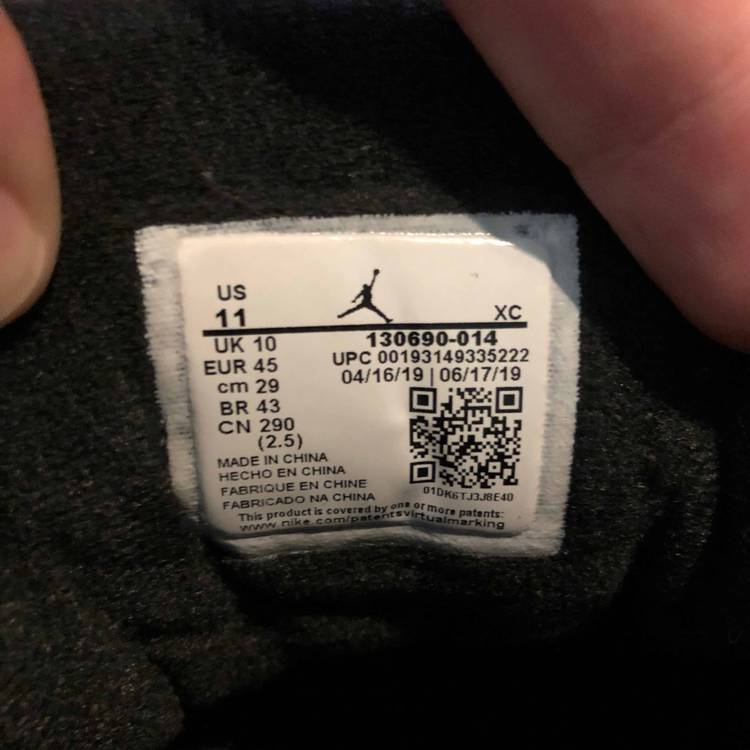 US
11
XC
UK 10
EUR 45
cm 29
BR 43
CN 290
(2.5)
130690-014
UPC 00193149335222
04/16/19 | 06/17/19
MADE IN CHINA
HECHO EN CHINA
FABRIQUE EN CHINE
FABRICADO NA CHINA
01DK6TJ3J8E40
This product is covered by one or more patents:
www.nike.com/patentsvirtualmarking